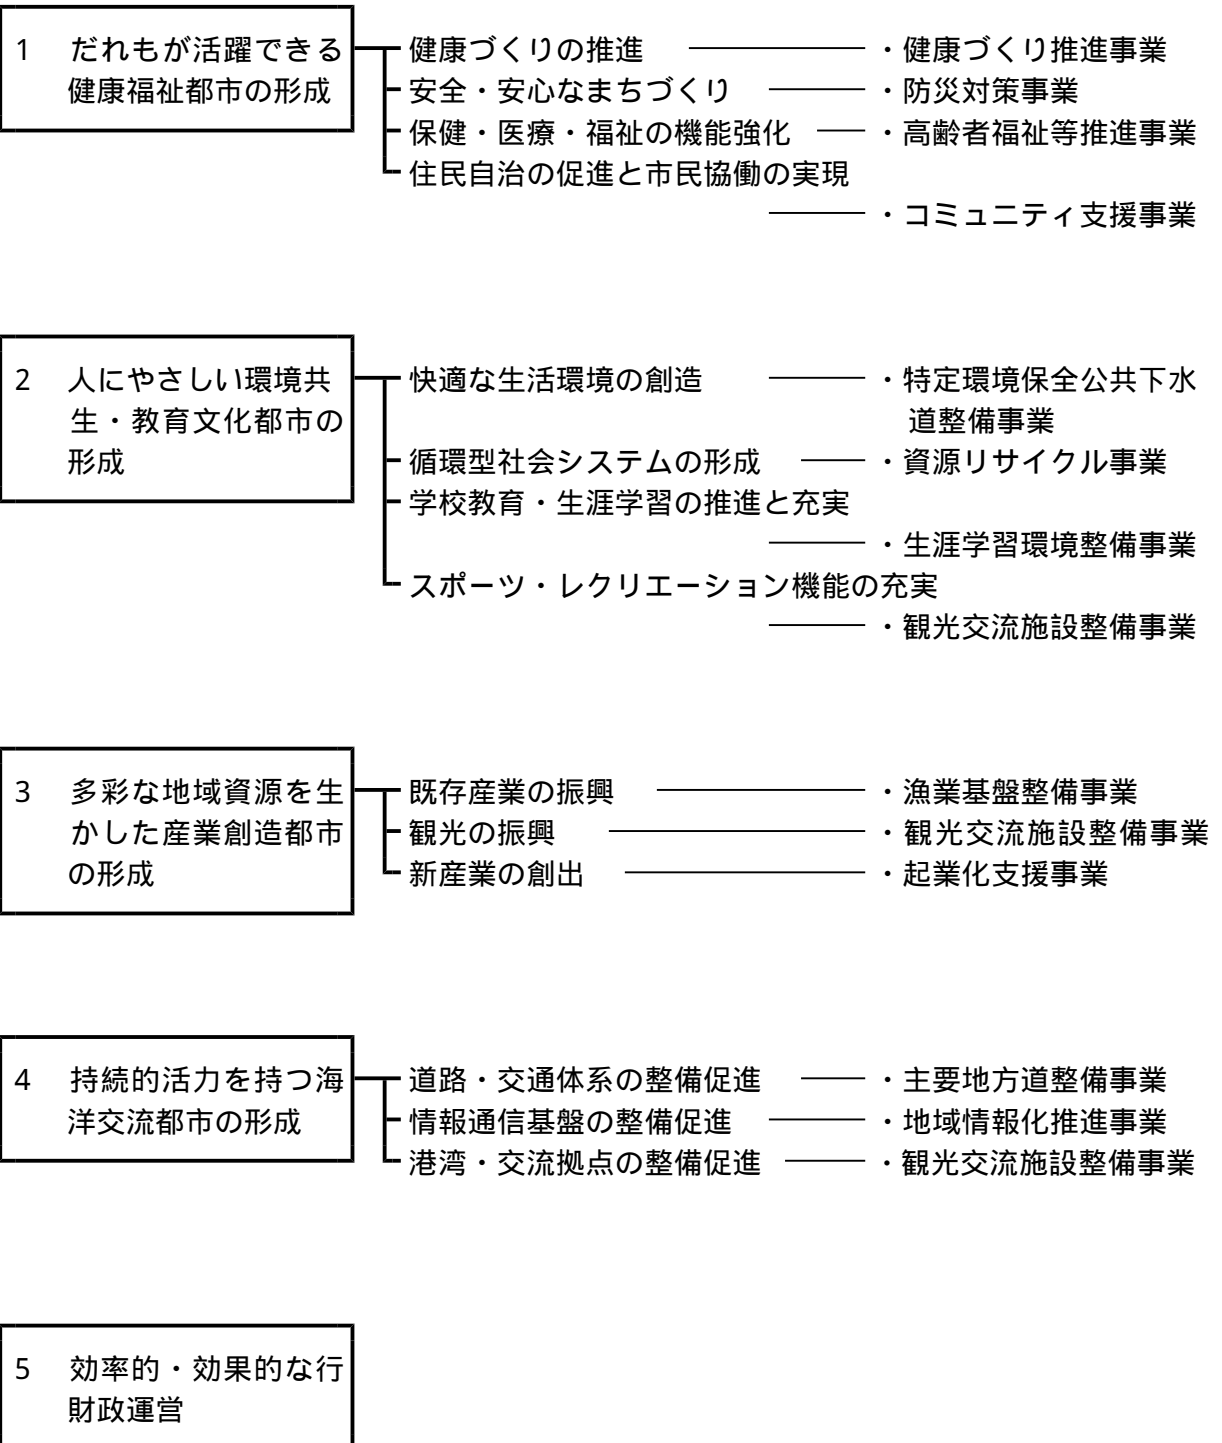 1 だれもが活躍できる 健康づくりの推進 ・健康づくり推進事業
健康福祉都市の形成 安全・安心なまちづくり ・防災対策事業
保健・医療・福祉の機能強化 ・高齢者福祉等推進事業
住民自治の促進と市民協働の実現
・コミュニティ支援事業
2 人にやさしい環境共 快適な生活環境の創造 ・特定環境保全公共下水
生・教育文化都市の 道整備事業
形成 循環型社会システムの形成 ・資源リサイクル事業
学校教育・生涯学習の推進と充実
・生涯学習環境整備事業
スポーツ・レクリエーション機能の充実
・観光交流施設整備事業
3 多彩な地域資源を生 既存産業の振興 ・漁業基盤整備事業
かした産業創造都市 観光の振興 ・観光交流施設整備事業
の形成 新産業の創出 ・起業化支援事業
4 持続的活力を持つ海 道路・交通体系の整備促進 ・主要地方道整備事業
洋交流都市の形成 情報通信基盤の整備促進 ・地域情報化推進事業
港湾・交流拠点の整備促進 ・観光交流施設整備事業
5 効率的・効果的な行
財政運営